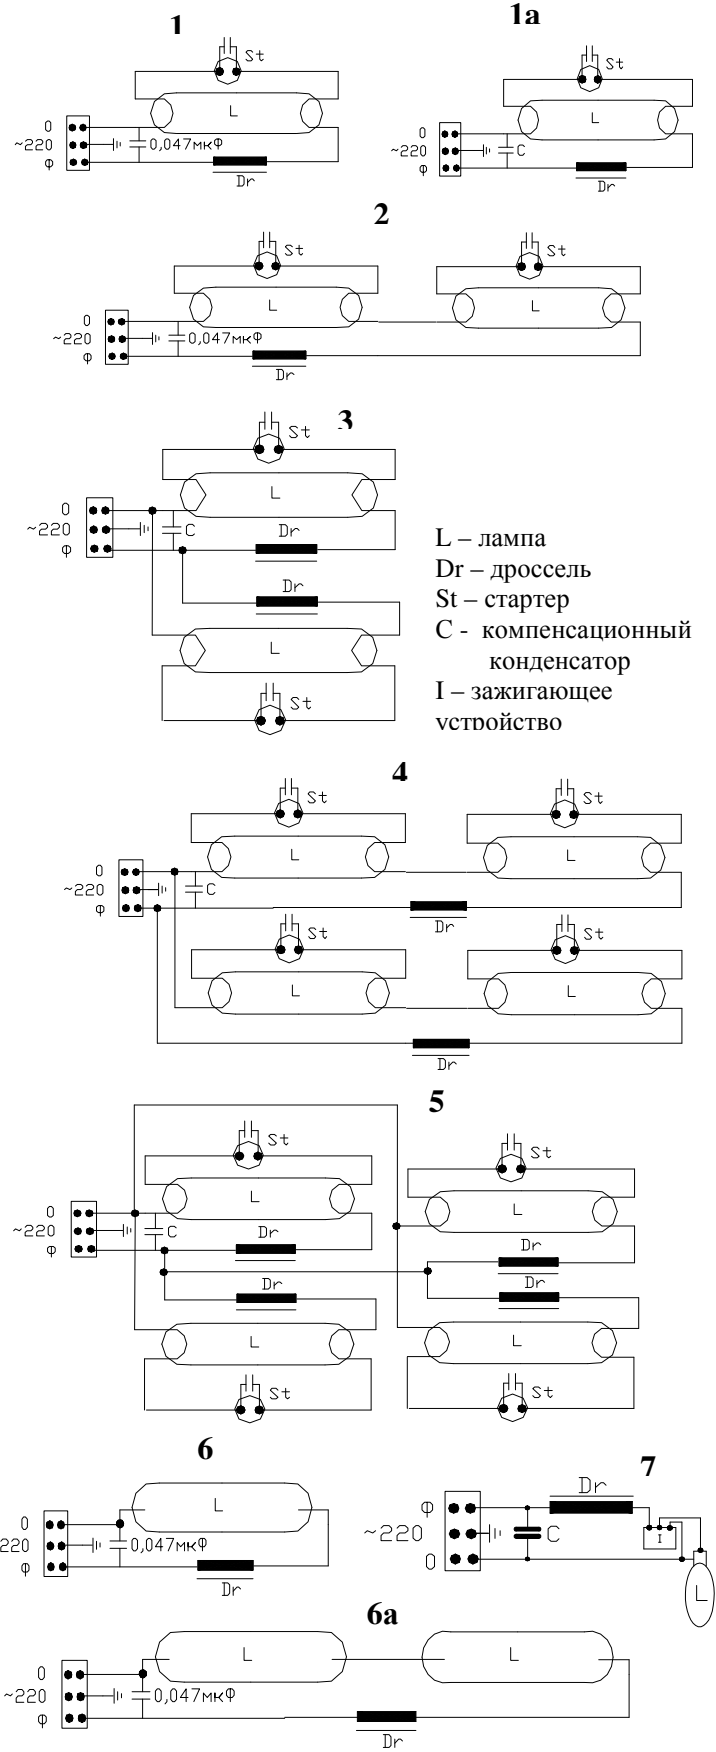 1
St
L
0
~220
0,047мкФ
Ф
Dr
1а
St
L
0
~220
C
Ф
Dr
2
St
St
L
L
0
~220
0,047мкФ
Ф
Dr
3
St
L
0
~220
C
Dr
Ф
Dr
L
St
L – лампа
Dr – дроссель
St – стартер
C - компенсационный
конденсатор
I – зажигающее
устройство
4
St
St
L
L
0
~220
C
Ф
Dr
St
St
L
L
Dr
5
St
St
L
L
0
~220
C
Dr
Dr
Ф
Dr
Dr
L
L
St
St
6
L
0
220
0,047мкФ
Ф
Dr
7
Dr
Ф
~220
C
I
0
L
6а
L
L
0
~220
0,047мкФ
Ф
Dr